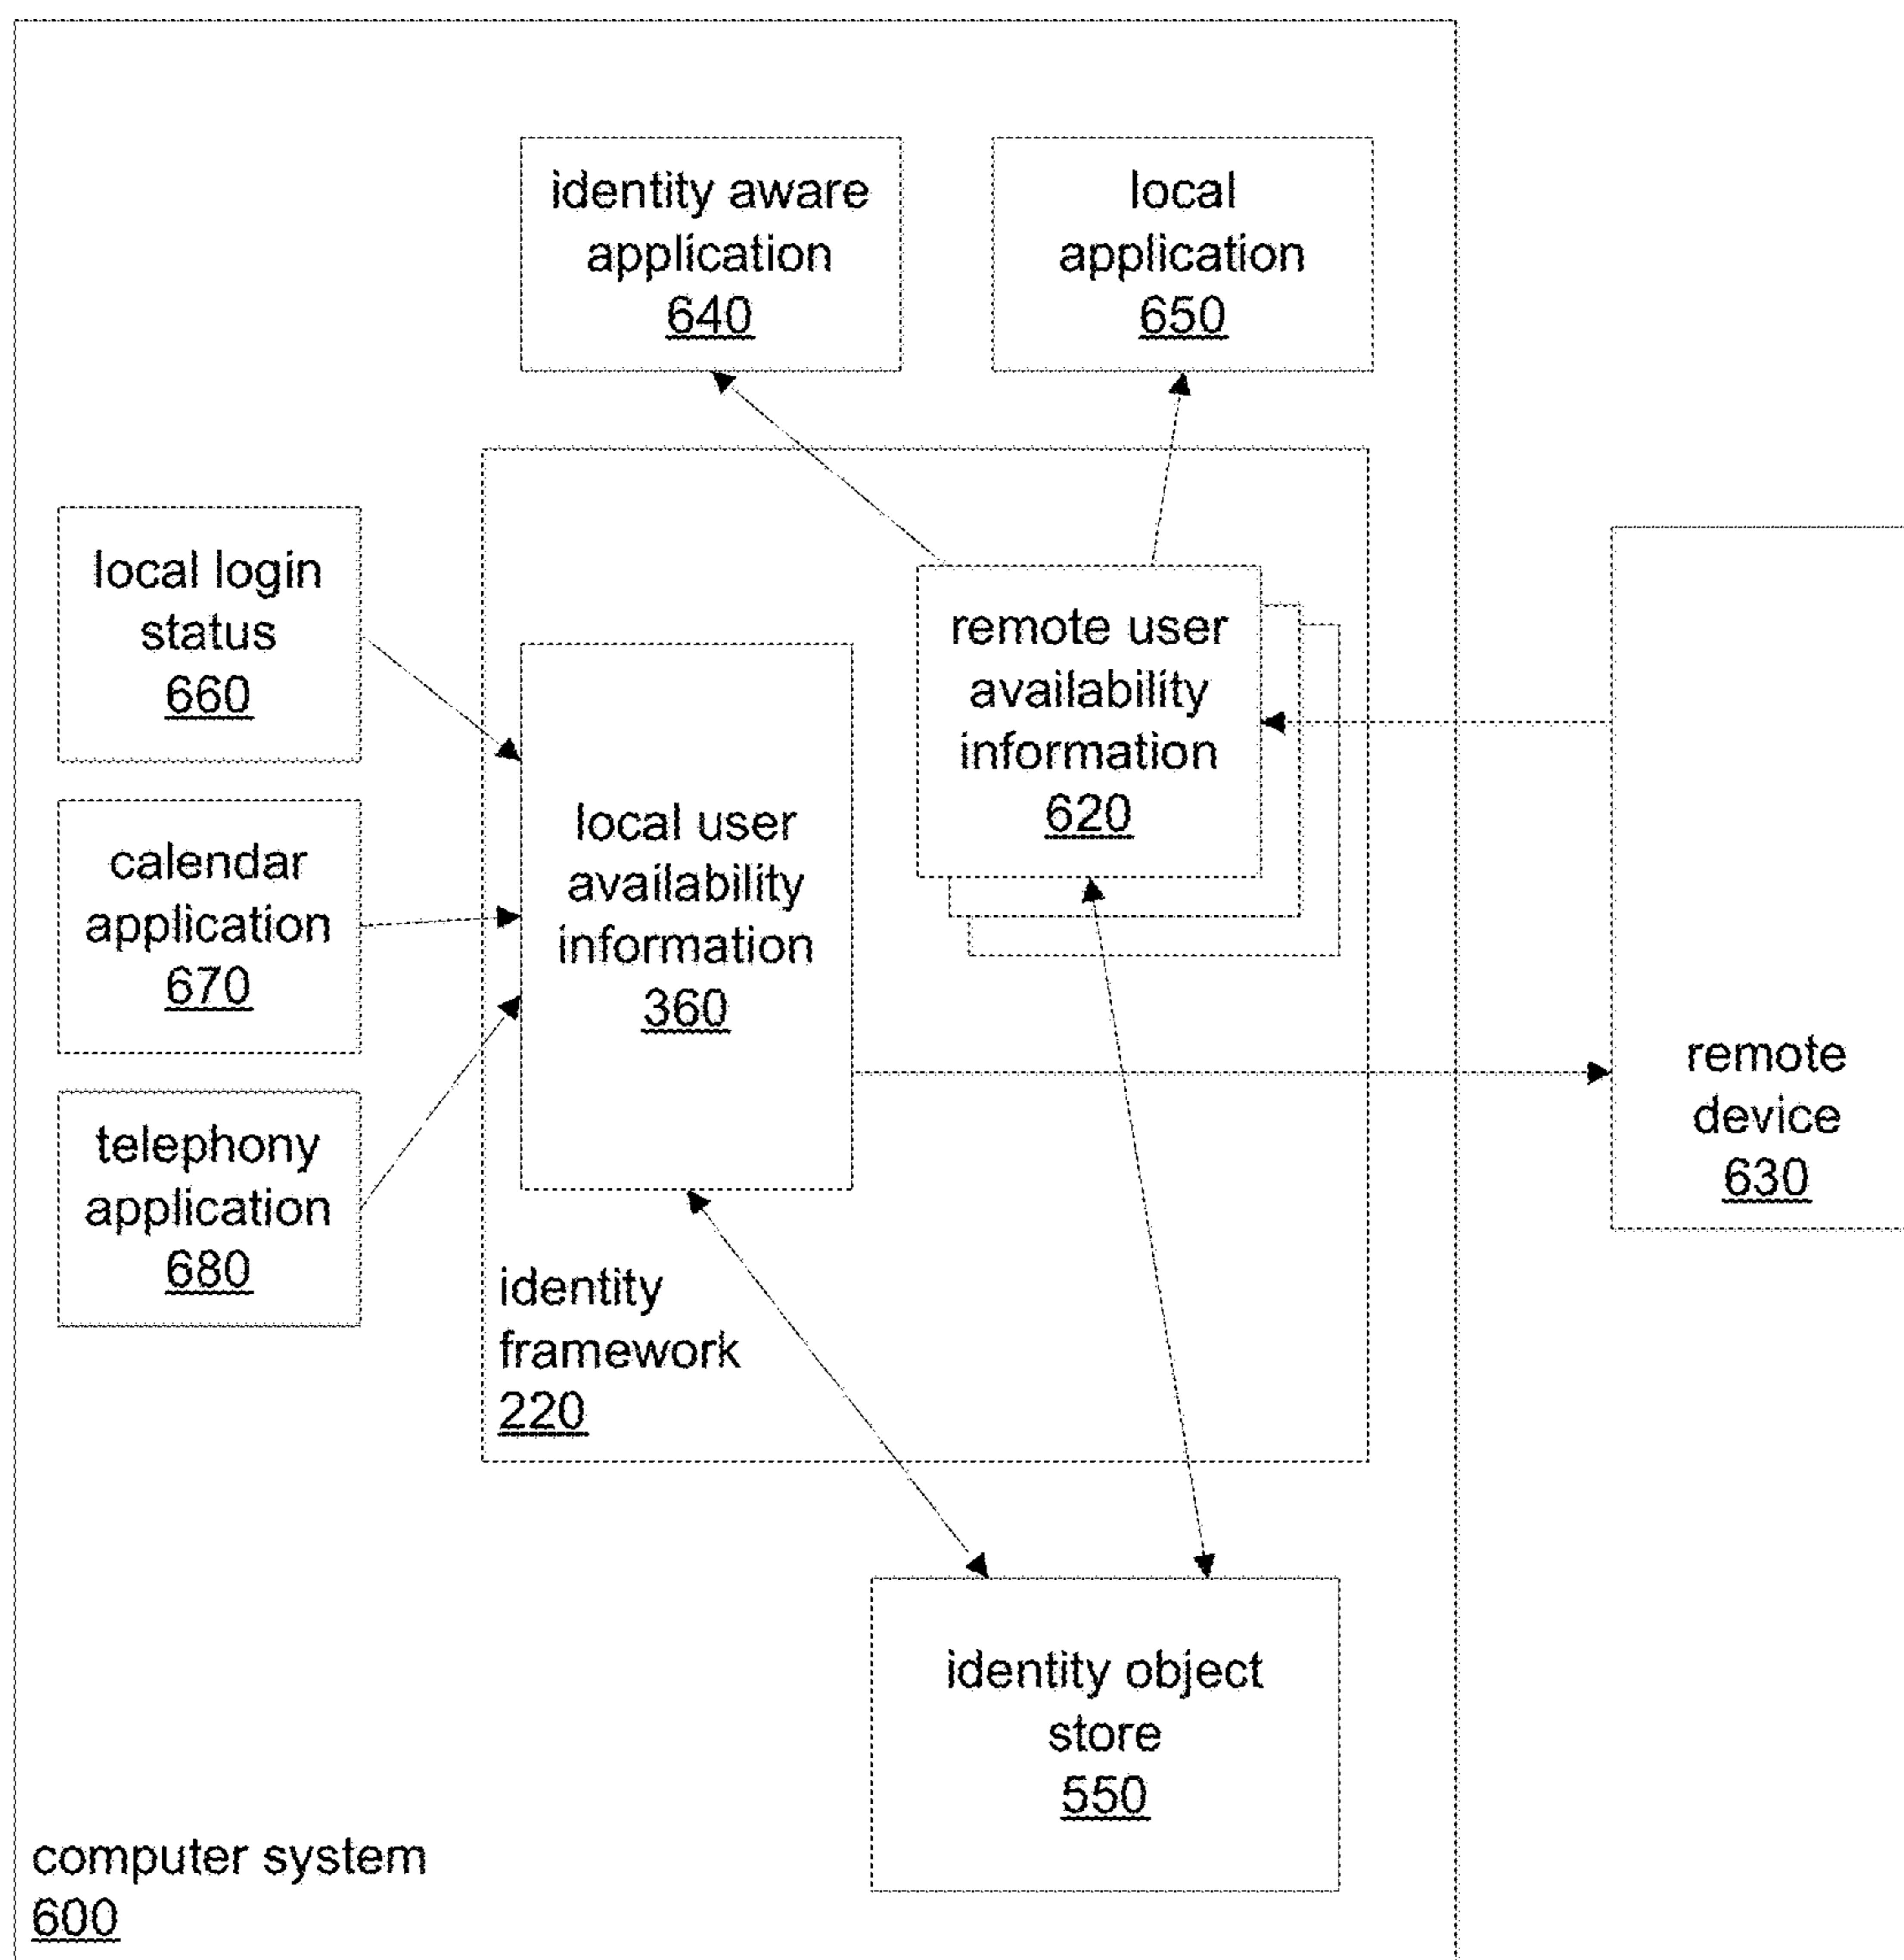 identity aware
application
640
local
application
650
local login
status
660
remote user
availability
information
620
calendar
application
670
local user
availability
information
360
telephony
application
680
remote
device
630
identity
framework
220
identity object
store
550
computer system
600